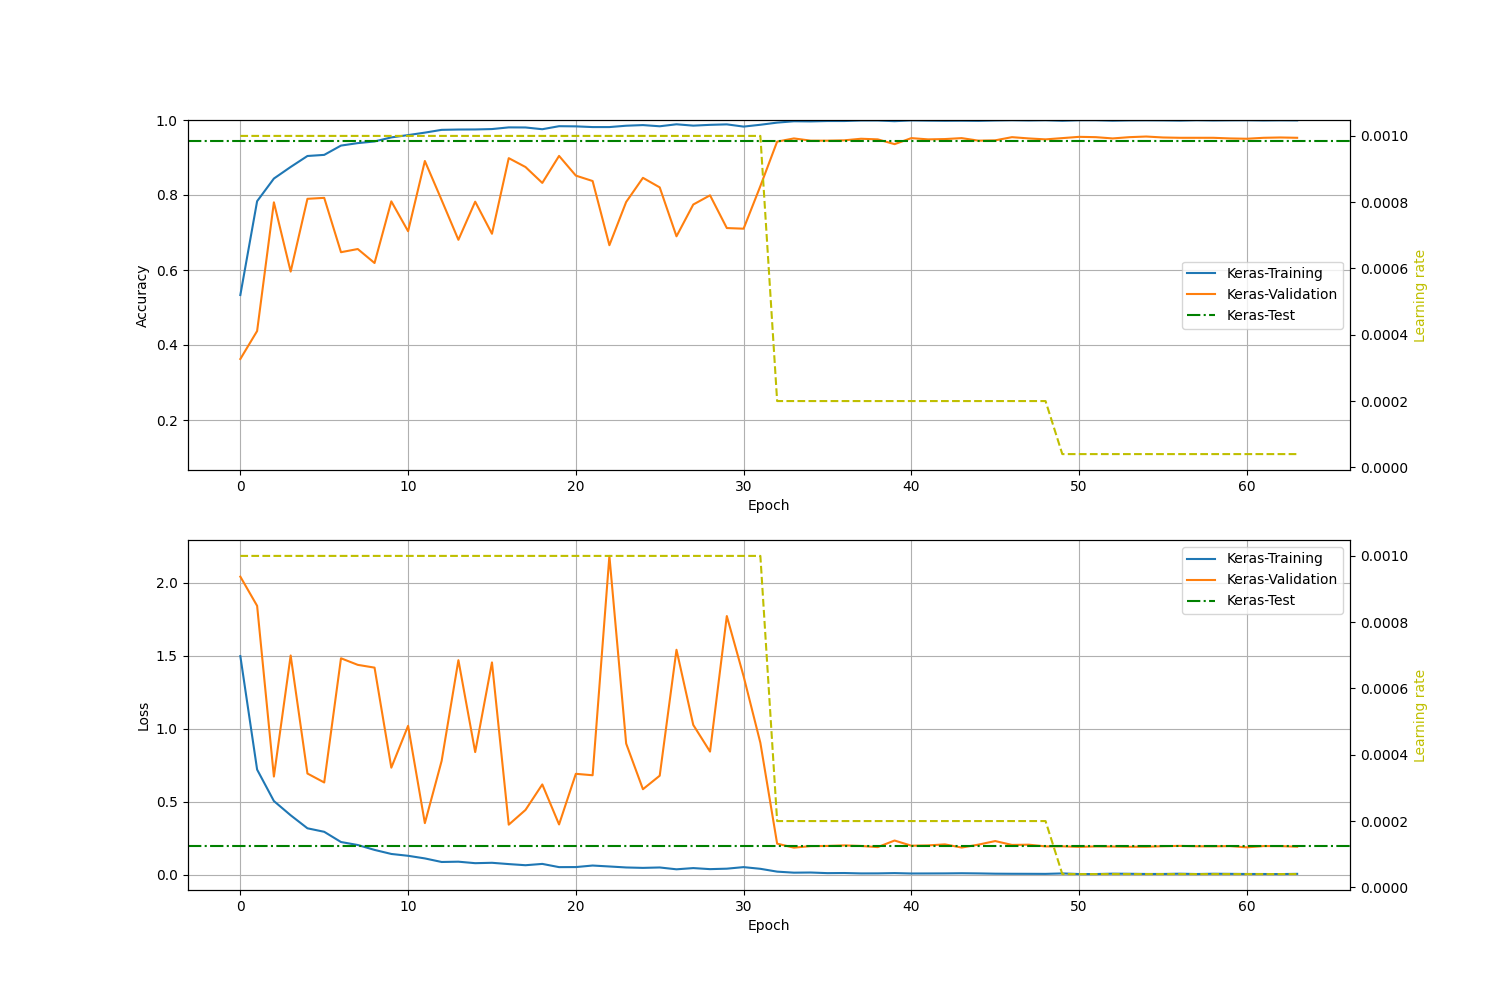 1.0
0.8
0.6
0.4
0.2
Accuracy
0.0010
0.0008
0.0006
0.0004
0.0002
0.0000
Learning rate
Keras-Training
Keras-Validation
Keras-Test
0 10 20 30 40 50 60
Epoch
2.0
1.5
1.0
0.5
0.0
Loss
0.0010
0.0008
0.0006
0.0004
0.0002
0.0000
Learning rate
Keras-Training
Keras-Validation
Keras-Test
0 10 20 30 40 50 60
Epoch